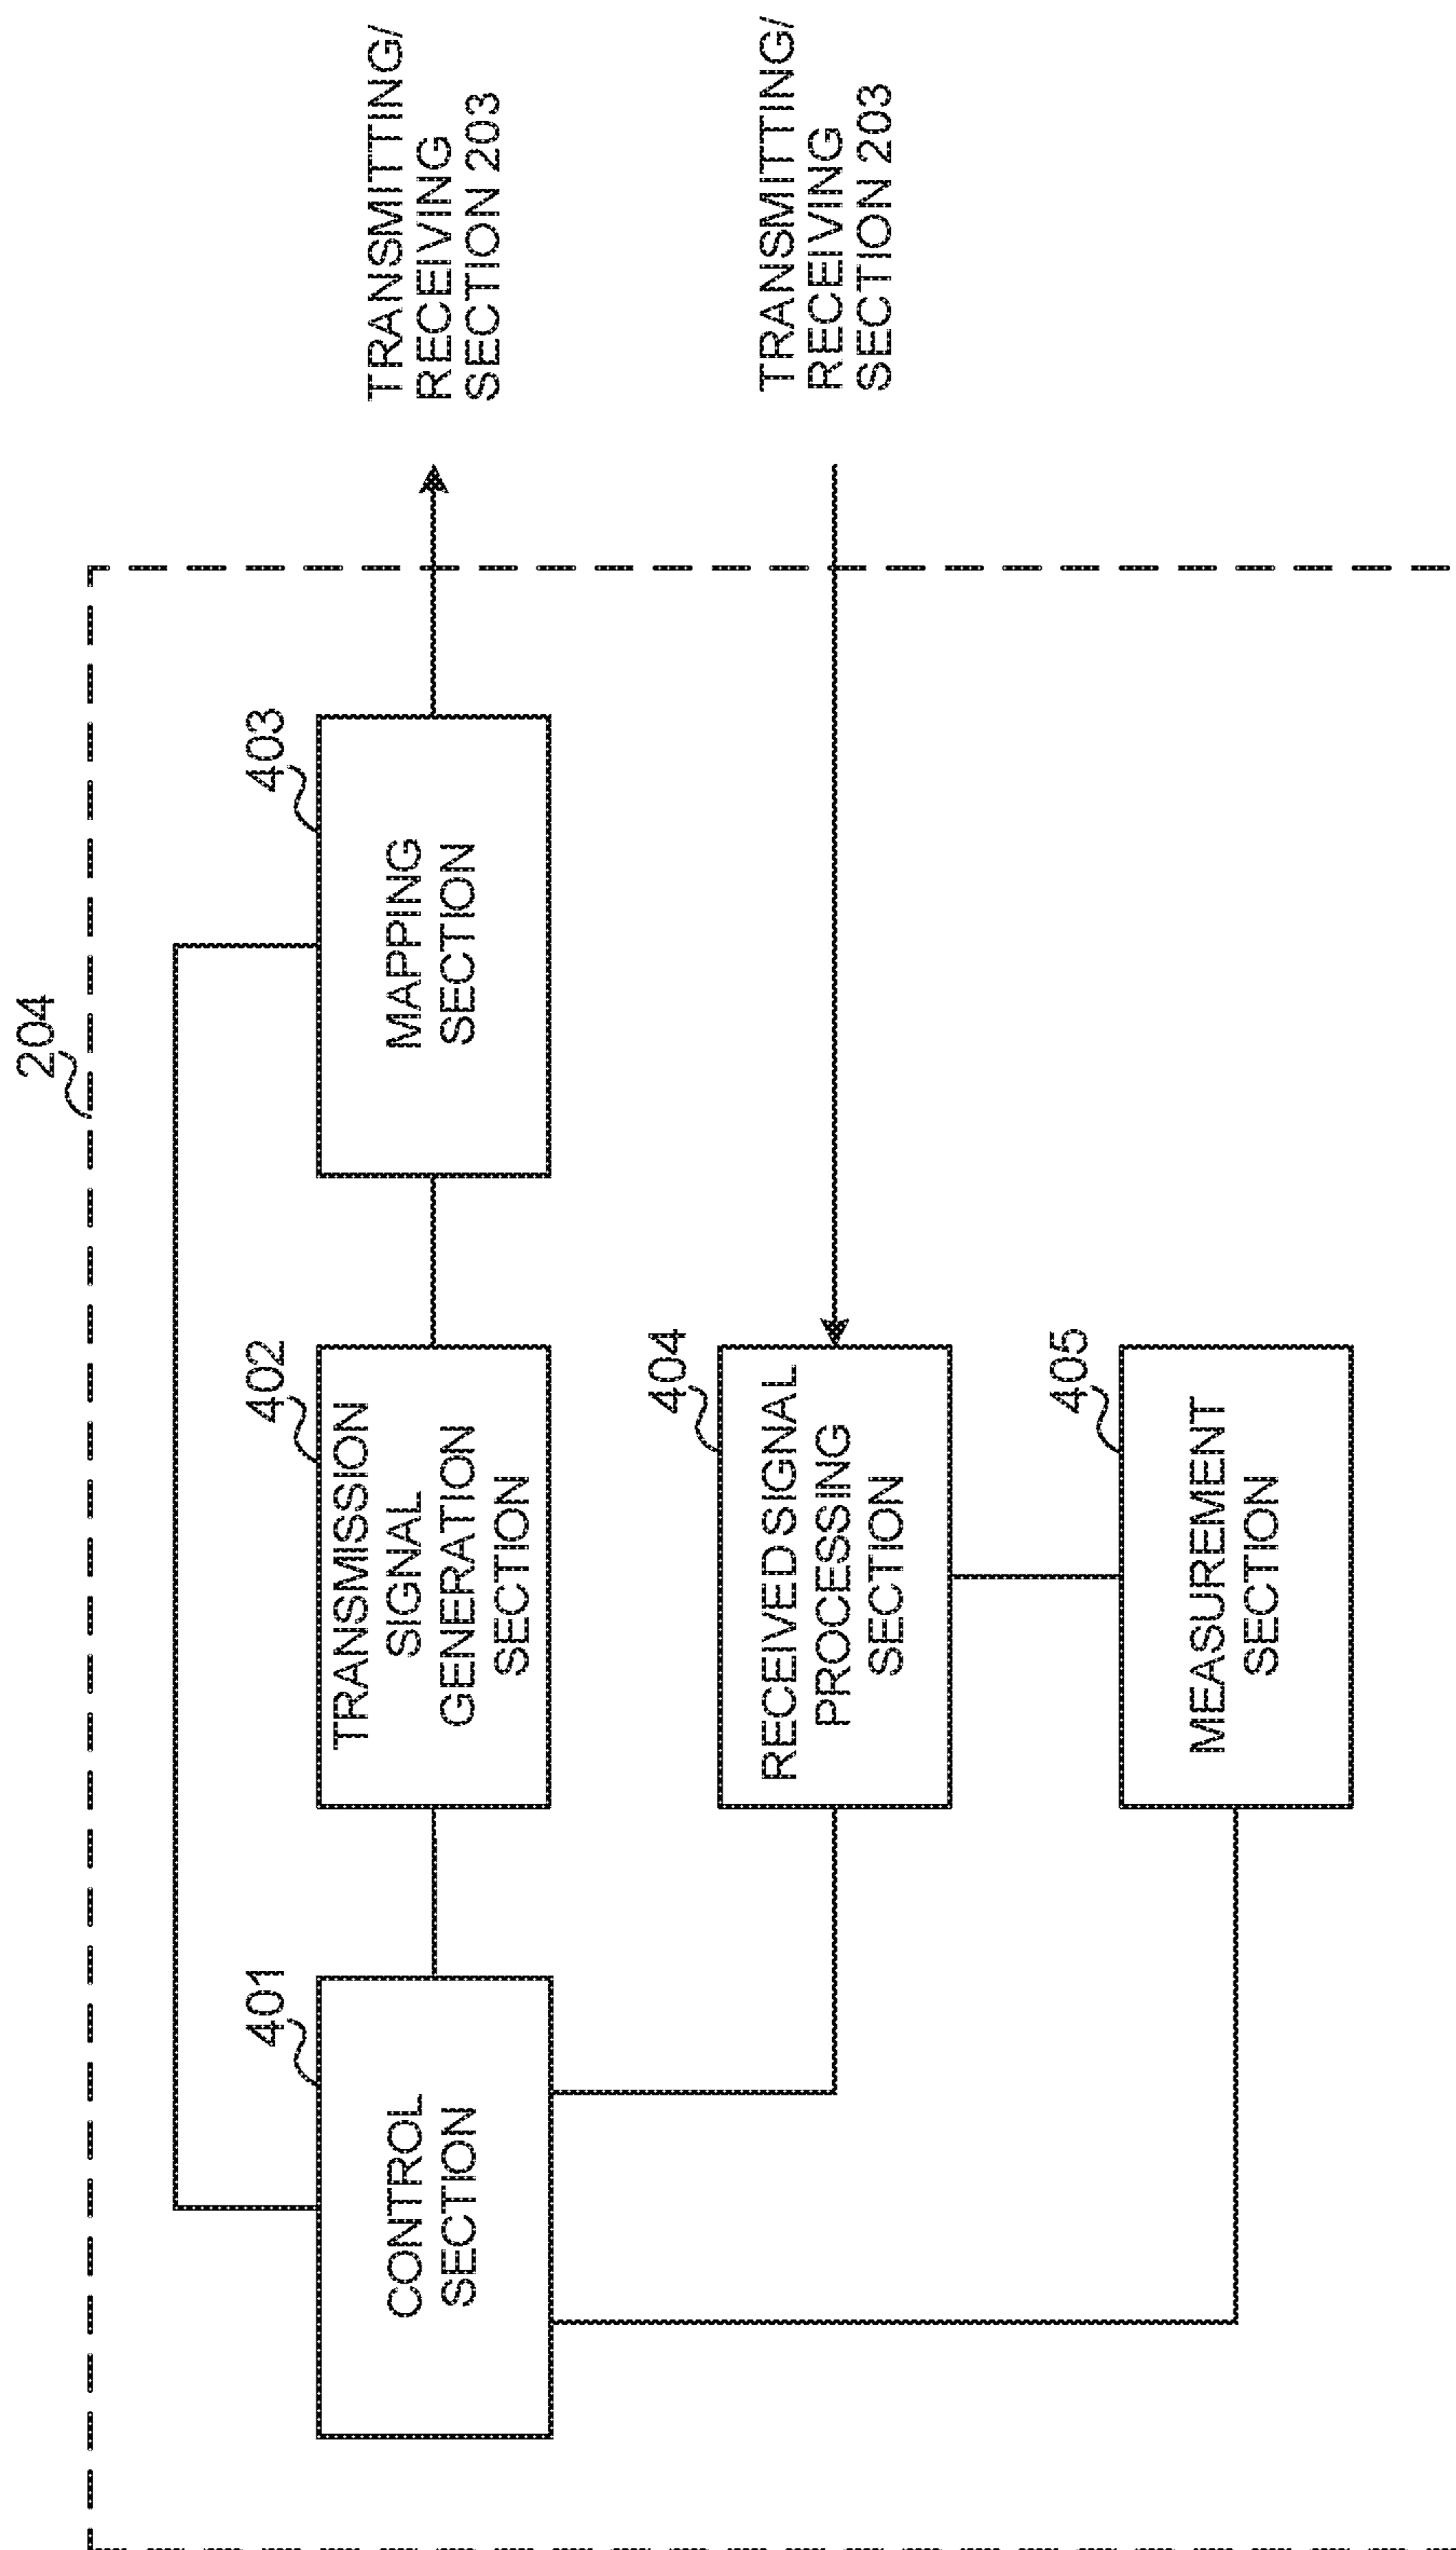 204
401
CONTROL
SECTION
402
TRANSMISSION
SIGNAL
GENERATION
SECTION
403
MAPPING
SECTION
TRANSMITTING/
RECEIVING
SECTION 203
404
RECEIVED SIGNAL
PROCESSING
SECTION
TRANSMITTING/
RECEIVING
SECTION 203
405
MEASUREMENT
SECTION